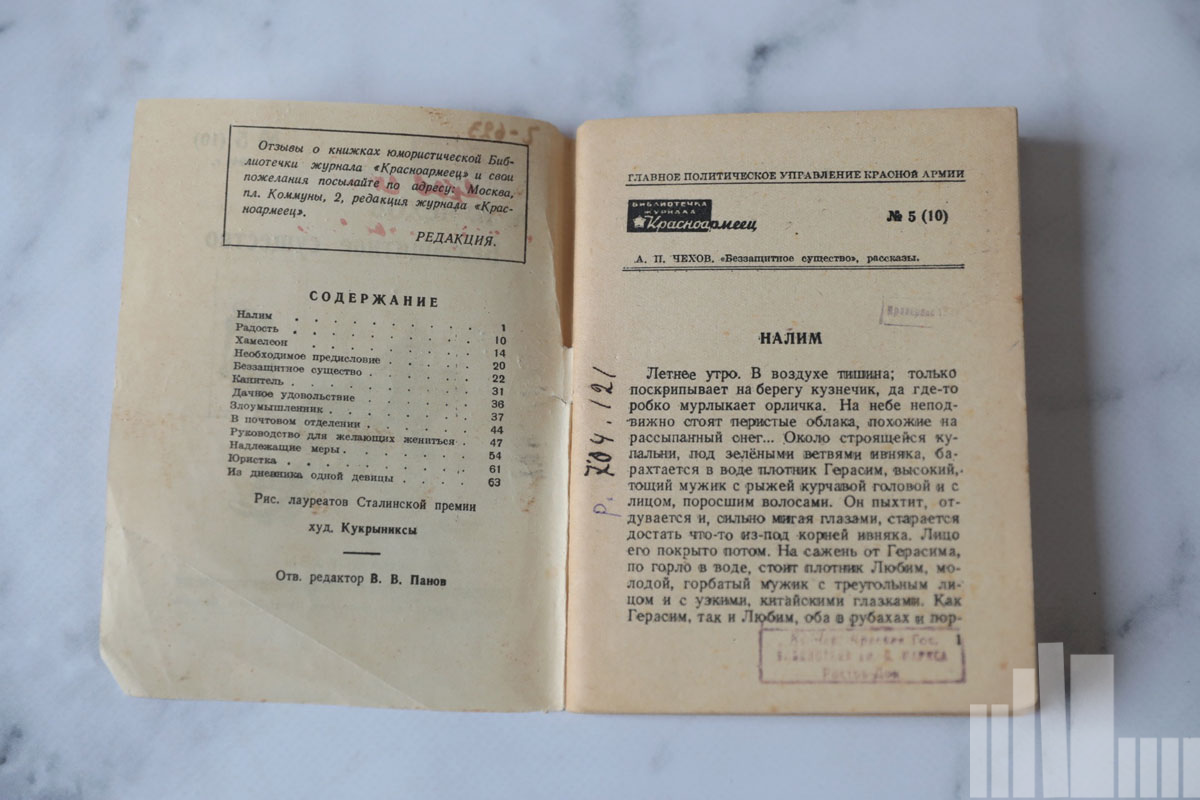 Отзывы о книжках юмористической Биб-
лиотечки журнала «Красноармеец» и свои
пожелания посылайте по адресу: Москва,
пл. Коммуны, 2, редакция журнала «Крас-
ноармеец».
РЕДАКЦИЯ.
СОДЕРЖАНИЕ
Налим . . . . . . . . . 1
Радость . . . . . . . . . 10
Хамелеон . . . . . . . . 14
Необходимое предисловие . . . . 20
Беззащитное существо . . . . . 22
Капитель . . . . . . . . 31
Дачное удовольствие . . . . . 36
Злоумышленник . . . . . . . 37
В почтовом отделении . . . . . 44
Руководство для желающих жениться . 47
Надлежащие меры . . . . . . 54
Юристка . . . . . . . . 61
Из дневника одной девицы . . . . 63
Рис. лауреатов Сталинской премии
худ. Кукрыниксы
Отв. редактор В. В. Панов
ГЛАВНОЕ ПОЛИТИЧЕСКОЕ УПРАВЛЕНИЕ КРАСНОЙ АРМИИ
БИБЛИОТЕЧКА
ЖУРНАЛА
Красноармеец
№ 5 (10)
А. П. ЧЕХОВ. «Беззащитное существо», рассказы.
НАЛИМ
Летнее утро. В воздухе тишина; только
поскрипывает на берегу кузнечик, да где-то
робко мурлыкает орличка. На небе непод-
вижно стоят перистые облака, похожие на
рассыпанный снег... Около строящейся ку-
пальни, под зелёными ветвями ивняка, ба-
рахтается в воде плотник Герасим, высокий,
тощий мужик с рыжей курчавой головой и с
лицом, поросшим волосами. Он пыхтит, от-
дувается и, сильно мигая глазами, старается
достать что-то из-под корней ивняка. Лицо
его покрыто потом. На сажень от Герасима,
по горло в воде, стоит плотник Любим, мо-
лодой, горбатый мужик с треугольным ли-
цом и с узкими, китайскими глазками. Как
Герасим, так и Любим, оба в рубахах и пор-
1
р. 704.121
Гос.
БИБЛИОТЕКА
МАРКСА
Ростов-Дон